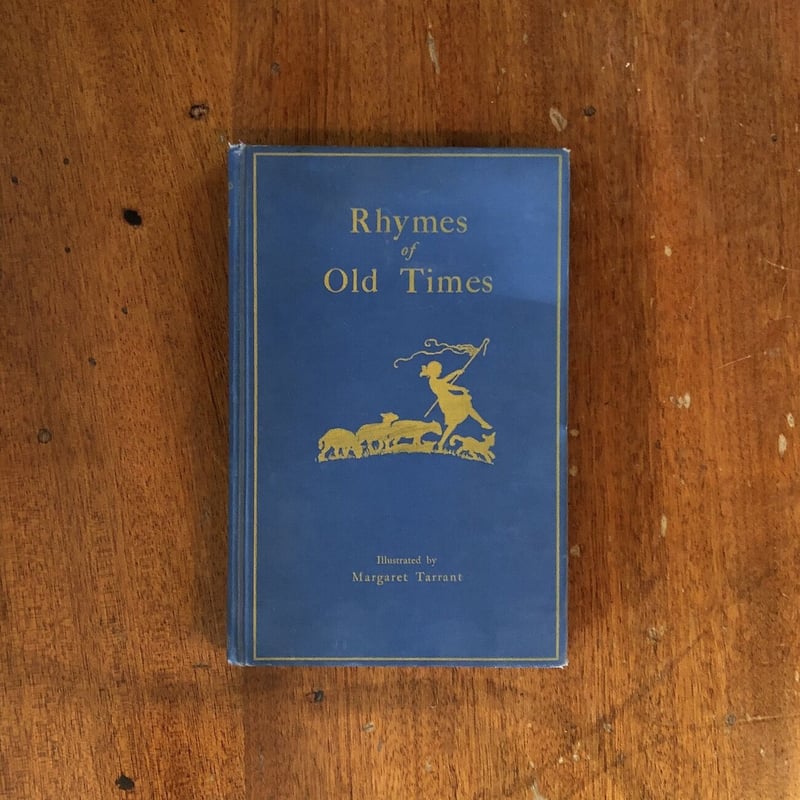 Rhymes
of
Old Times
Illustrated by
Margaret Tarrant